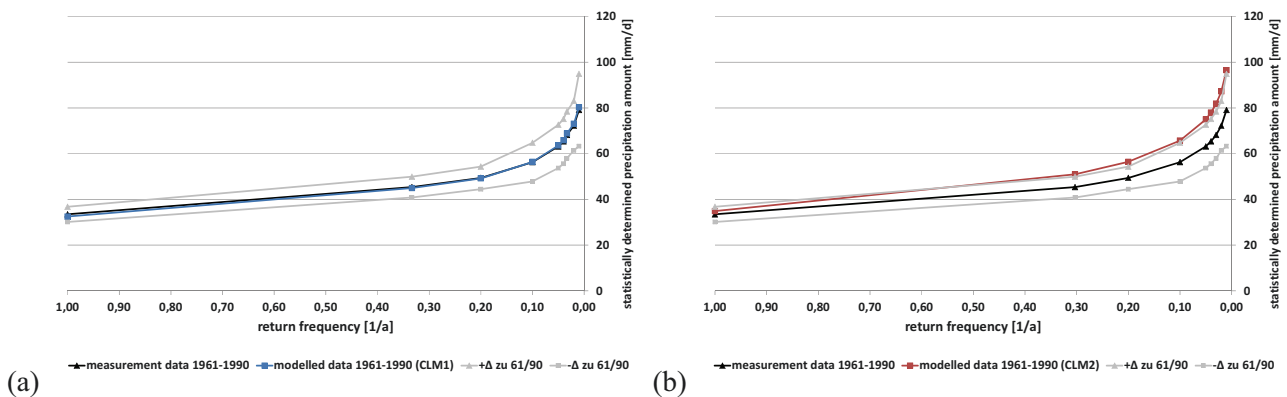 120
100
80
60
40
20
0
statistically determined precipitation amount [mm/d]
1,00 0,90 0,80 0,70 0,60 0,50 0,40 0,30 0,20 0,10 0,00
return frequency [1/a]
measurement data 1961-1990 modelled data 1961-1990 (CLM1) +Δ zu 61/90 -Δ zu 61/90
(a)
120
100
80
60
40
20
0
statistically determined precipitation amount [mm/d]
1,00 0,90 0,80 0,70 0,60 0,50 0,40 0,30 0,20 0,10 0,00
return frequency [1/a]
measurement data 1961-1990 modelled data 1961-1990 (CLM2) +Δ zu 61/90 -Δ zu 61/90
(b)